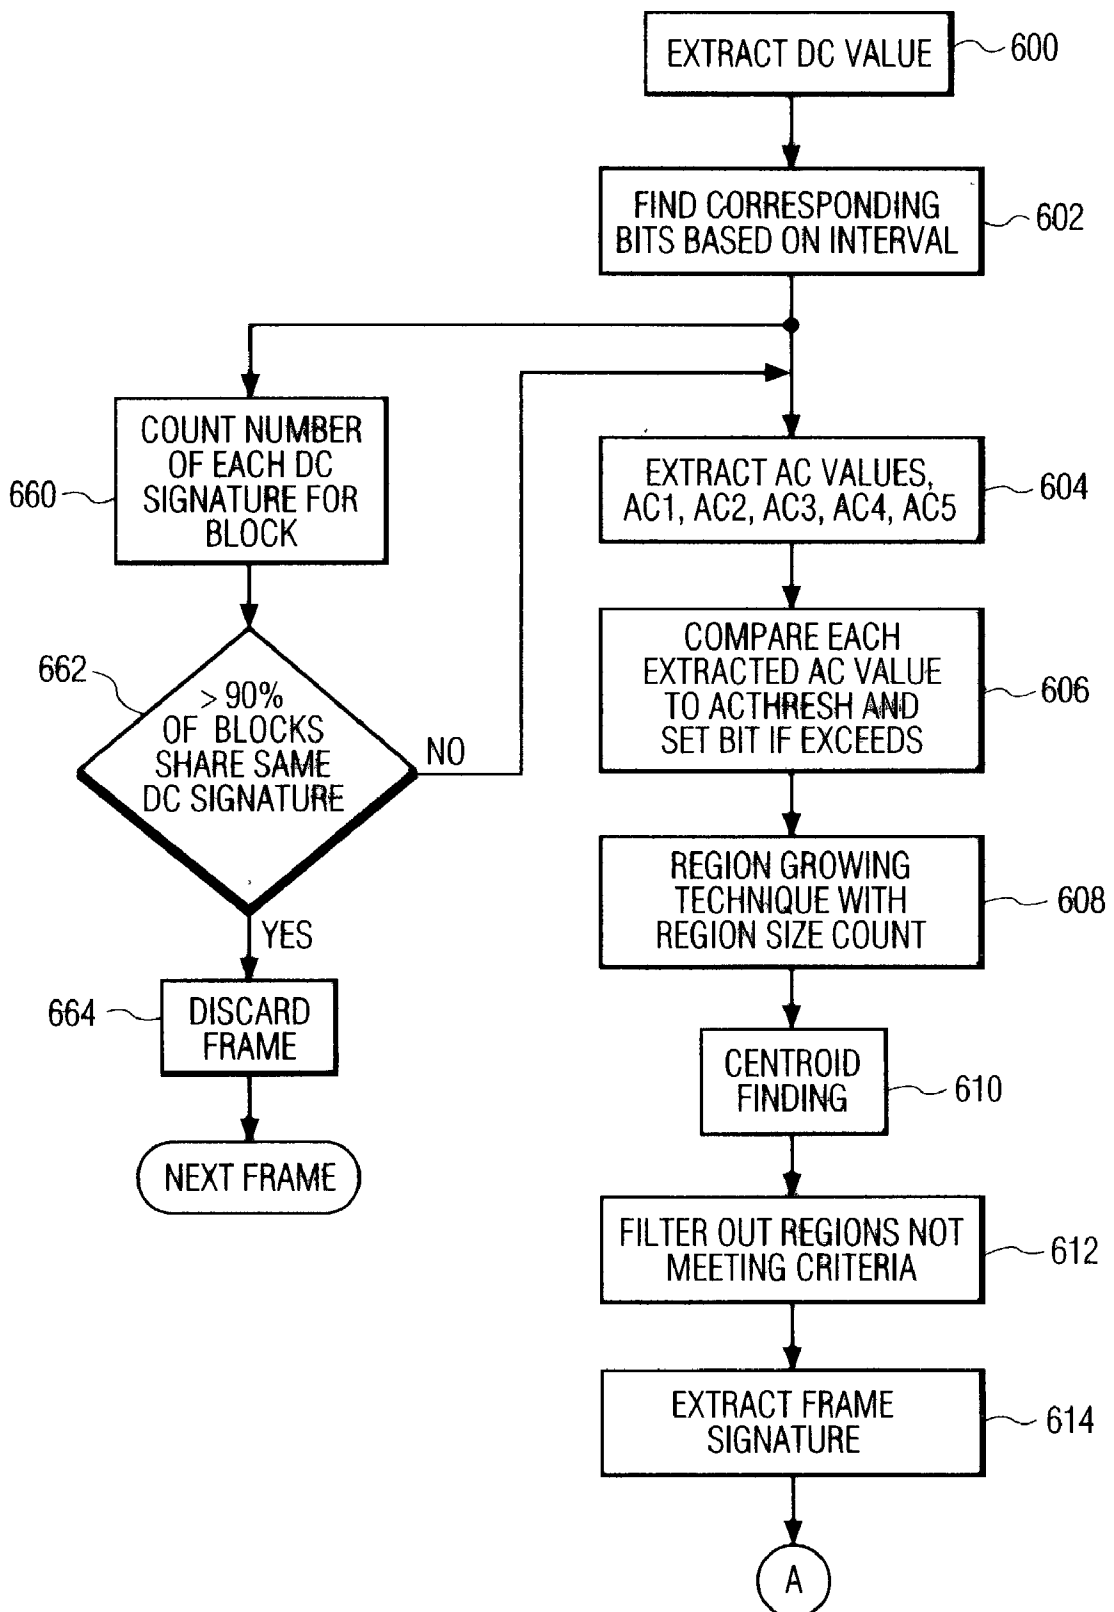 EXTRACT DC VALUE
600
FIND CORRESPONDING
BITS BASED ON INTERVAL
602
COUNT NUMBER
OF EACH DC
SIGNATURE FOR
BLOCK
660
EXTRACT AC VALUES,
AC1, AC2, AC3, AC4, AC5
604
> 90%
OF BLOCKS
SHARE SAME
DC SIGNATURE
662
NO
YES
COMPARE EACH
EXTRACTED AC VALUE
TO ACTHRESH AND
SET BIT IF EXCEEDS
606
REGION GROWING
TECHNIQUE WITH
REGION SIZE COUNT
608
DISCARD
FRAME
664
CENTROID
FINDING
610
NEXT FRAME
FILTER OUT REGIONS NOT
MEETING CRITERIA
612
EXTRACT FRAME
SIGNATURE
614
A